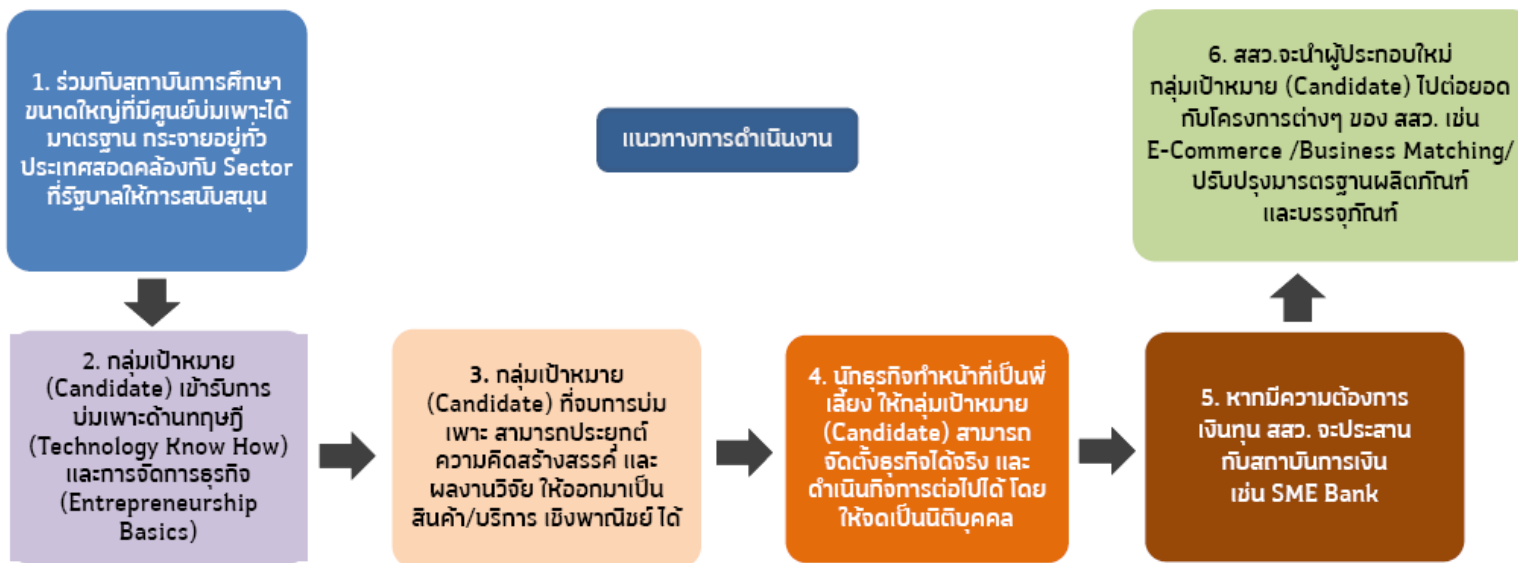 แนวทางการดำเนินงาน
1. ร่วมกับสถาบันการศึกษา
ขนาดใหญ่ที่มีศูนย์บ่มเพาะได้
มาตรฐาน กระจายอยู่ทั่ว
ประเทศสอดคล้องกับ Sector
ที่รัฐบาลให้การสนับสนุน
2. กลุ่มเป้าหมาย
(Candidate) เข้ารับการ
บ่มเพาะด้านทฤษฎี
(Technology Know How)
และการจัดการธุรกิจ
(Entrepreneurship
Basics)
3. กลุ่มเป้าหมาย
(Candidate) ที่จบการบ่ม
เพาะ สามารถประยุกต์
ความคิดสร้างสรรค์ และ
ผลงานวิจัย ให้ออกมาเป็น
สินค้า/บริการ เชิงพาณิชย์ ได้
4. นักธุรกิจทำหน้าที่เป็นพี่
เลี้ยง ให้กลุ่มเป้าหมาย
(Candidate) สามารถ
จัดตั้งธุรกิจได้จริง และ
ดำเนินกิจการต่อไปได้ โดย
ให้จดเป็นนิติบุคคล
5. หากมีความต้องการ
เงินทุน สสว. จะประสาน
กับสถาบันการเงิน
เช่น SME Bank
6. สสว.จะนำผู้ประกอบใหม่
กลุ่มเป้าหมาย (Candidate) ไปต่อยอด
กับโครงการต่างๆ ของ สสว. เช่น
E-Commerce /Business Matching/
ปรับปรุงมารตรฐานผลิตภัณฑ์
และบรรจุภัณฑ์